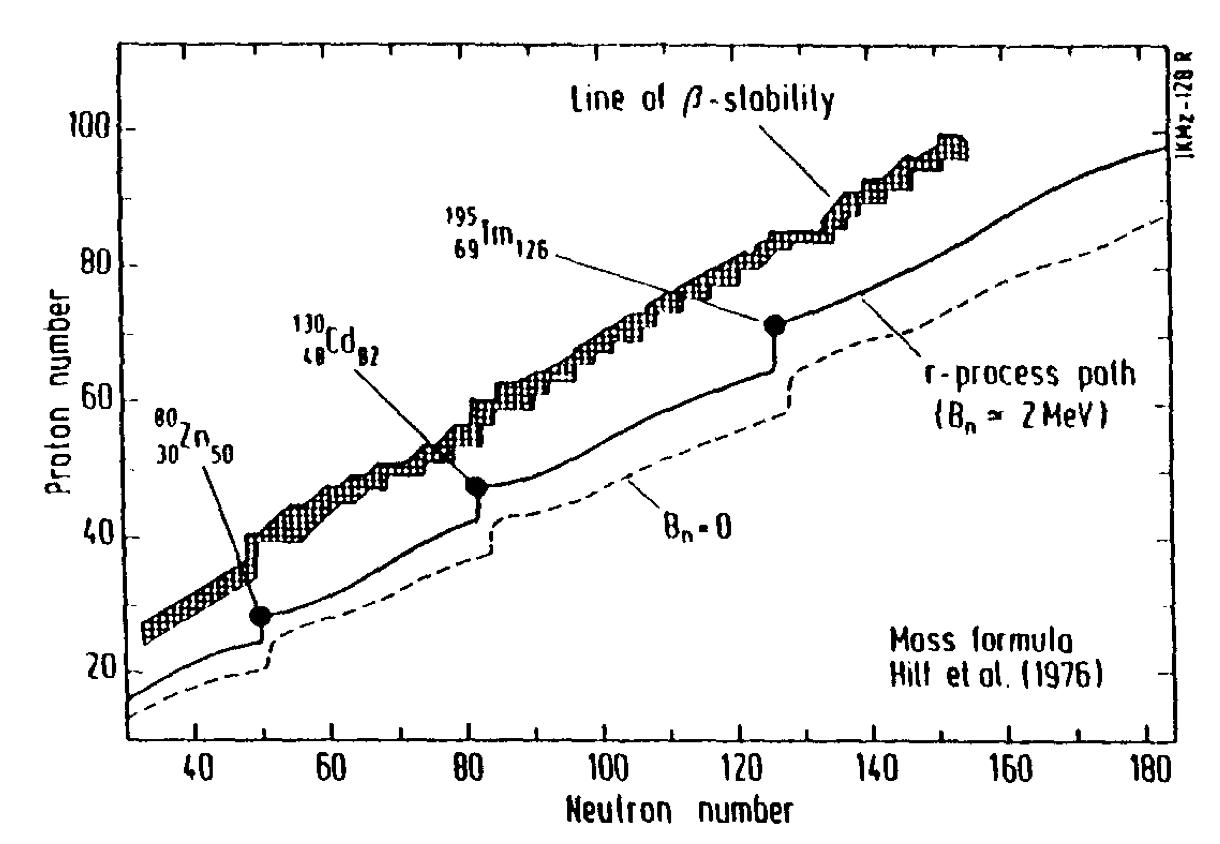 Line of β-stability
1KMz-128 R
100
80
60
40
20
Proton number
195
69Tm126
130
48Cd82
80
30Zn50
r-process path
(Bn ≃ 2 MeV)
Bn = 0
Mass formula
Hilf et al. (1976)
40 60 80 100 120 140 160 180
Neutron number